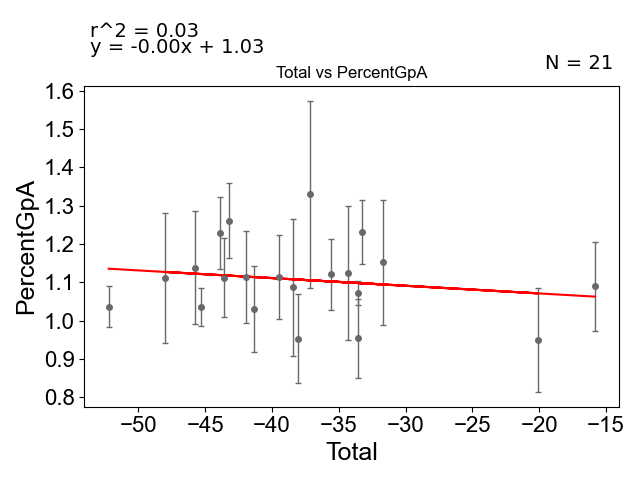 r^2 = 0.03
y = -0.00x + 1.03
N = 21
Total vs PercentGpA
PercentGpA
1.6
1.5
1.4
1.3
1.2
1.1
1.0
0.9
0.8
−50 −45 −40 −35 −30 −25 −20 −15
Total